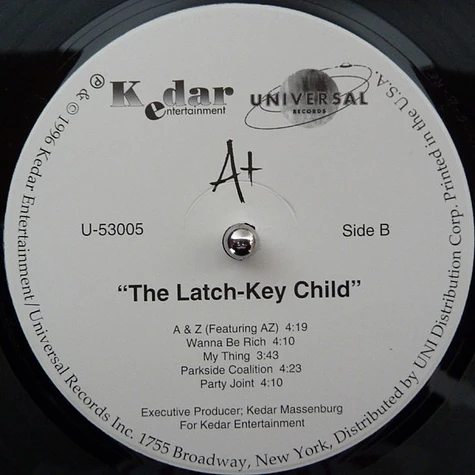 Kedar
entertainment
UNIVERSAL
RECORDS
A+
U-53005
Side B
“The Latch-Key Child”
A & Z (Featuring AZ) 4:19
Wanna Be Rich 4:10
My Thing 3:43
Parkside Coalition 4:23
Party Joint 4:10
Executive Producer; Kedar Massenburg
For Kedar Entertainment
℗ & © 1996 Kedar Entertainment/Universal Records Inc. 1755 Broadway, New York, Distributed by UNI Distribution Corp. Printed in the U.S.A.